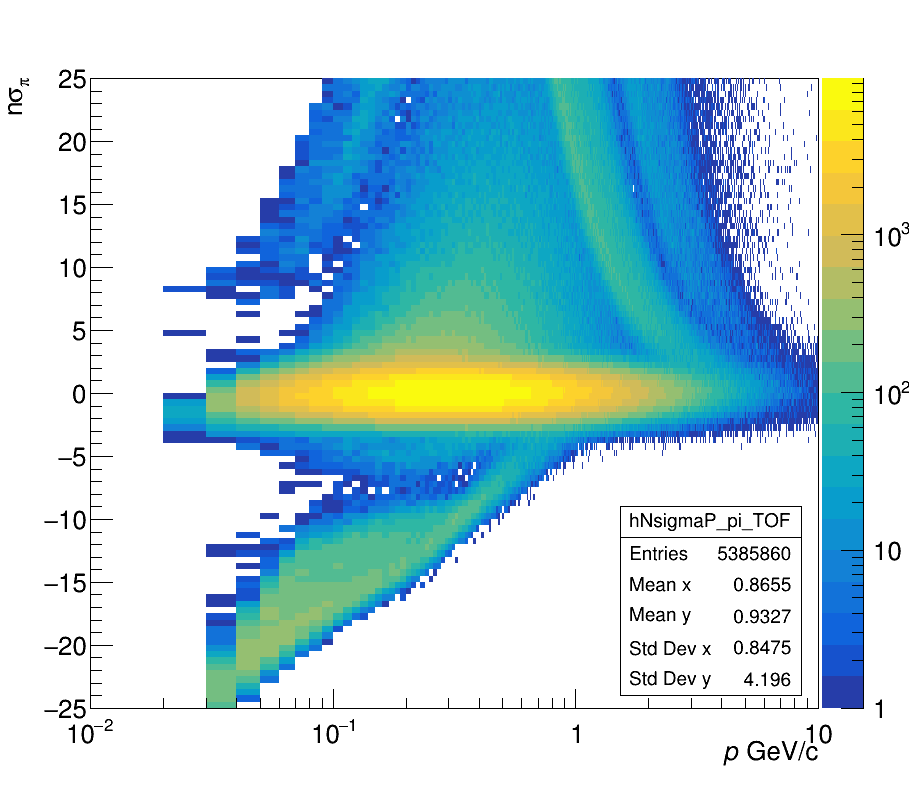 nσπ
25
20
15
10
5
0
−5
−10
−15
−20
−25
10−2
10−1
1
10
p GeV/c
10³
10²
10
1
hNsigmaP_pi_TOF
Entries 5385860
Mean x 0.8655
Mean y 0.9327
Std Dev x 0.8475
Std Dev y 4.196